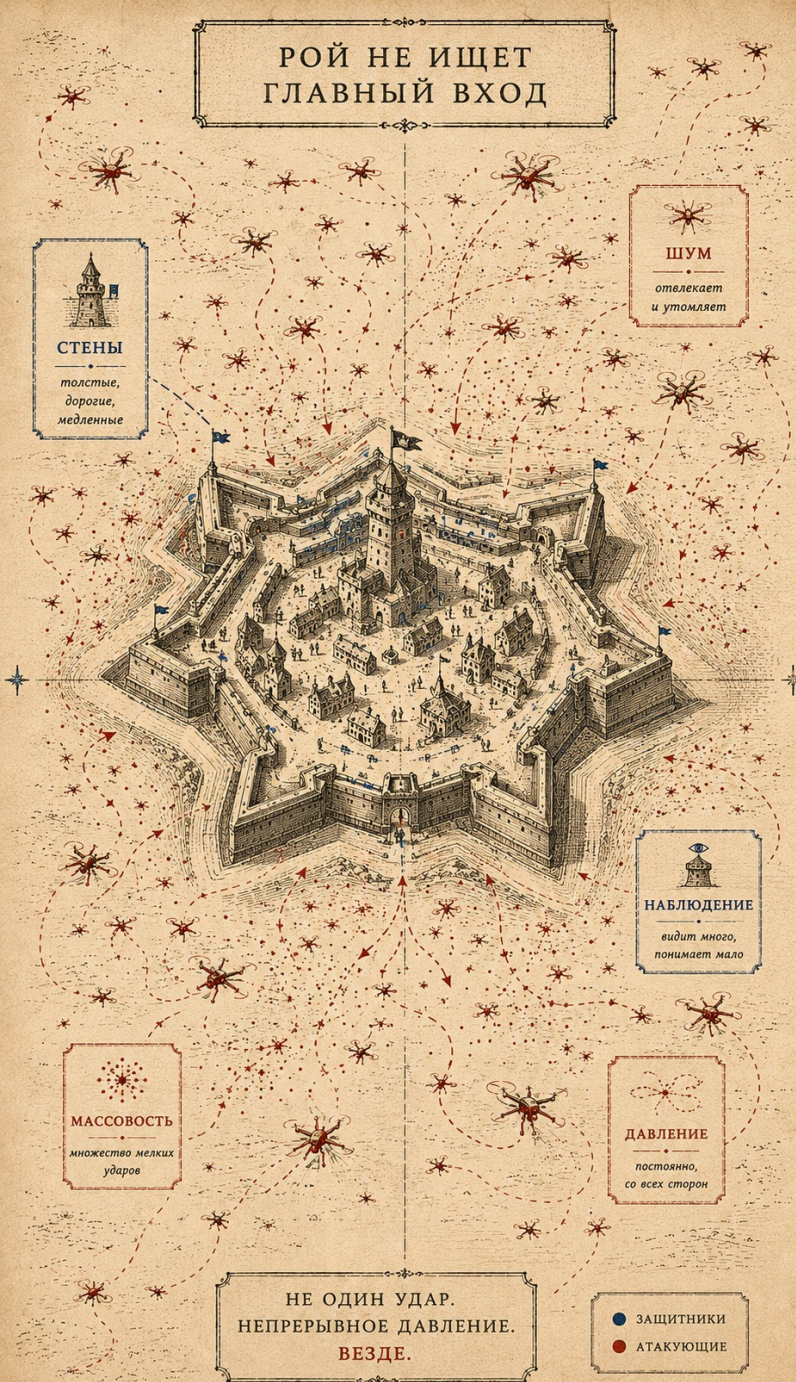 РОЙ НЕ ИЩЕТ
ГЛАВНЫЙ ВХОД
ШУМ
отвлекает
и утомляет
СТЕНЫ
толстые,
дорогие,
медленные
НАБЛЮДЕНИЕ
видит много,
понимает мало
МАССОВОСТЬ
множество мелких
ударов
ДАВЛЕНИЕ
постоянно,
со всех сторон
НЕ ОДИН УДАР.
НЕПРЕРЫВНОЕ ДАВЛЕНИЕ.
ВЕЗДЕ.
ЗАЩИТНИКИ
АТАКУЮЩИЕ